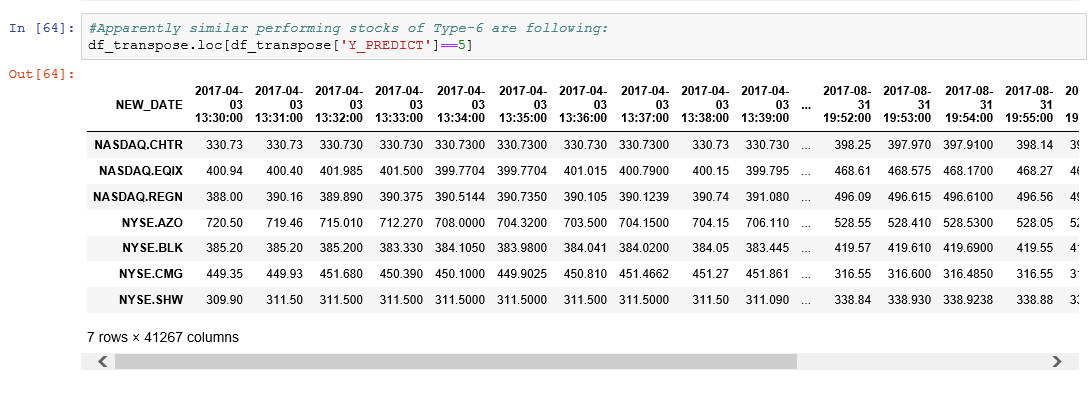 In [64]: #Apparently similar performing stocks of Type-6 are following:
df_transpose.loc[df_transpose['Y_PREDICT']==5]
Out[64]:
NEW_DATE 2017-04-03 13:30:00 2017-04-03 13:31:00 2017-04-03 13:32:00 2017-04-03 13:33:00 2017-04-03 13:34:00 2017-04-03 13:35:00 2017-04-03 13:36:00 2017-04-03 13:37:00 2017-04-03 13:38:00 2017-04-03 13:39:00 ... 2017-08-31 19:52:00 2017-08-31 19:53:00 2017-08-31 19:54:00 2017-08-31 19:55:00
NASDAQ.CHTR 330.73 330.73 330.730 330.730 330.7300 330.7300 330.730 330.7300 330.73 330.730 ... 398.25 397.970 397.9100 398.14
NASDAQ.EQIX 400.94 400.40 401.985 401.500 399.7704 399.7704 401.015 400.7900 400.15 399.795 ... 468.61 468.575 468.1700 468.27
NASDAQ.REGN 388.00 390.16 389.890 390.375 390.5144 390.7350 390.105 390.1239 390.74 391.080 ... 496.09 496.615 496.6100 496.56
NYSE.AZO 720.50 719.46 715.010 712.270 708.0000 704.3200 703.500 704.1500 704.15 706.110 ... 528.55 528.410 528.5300 528.05
NYSE.BLK 385.20 385.20 385.200 383.330 384.1050 383.9800 384.041 384.0200 384.05 383.445 ... 419.57 419.610 419.6900 419.55
NYSE.CMG 449.35 449.93 451.680 450.390 450.1000 449.9025 450.810 451.4662 451.27 451.861 ... 316.55 316.600 316.4850 316.55
NYSE.SHW 309.90 311.50 311.500 311.500 311.5000 311.5000 311.500 311.5000 311.50 311.090 ... 338.84 338.930 338.9238 338.88
7 rows × 41267 columns